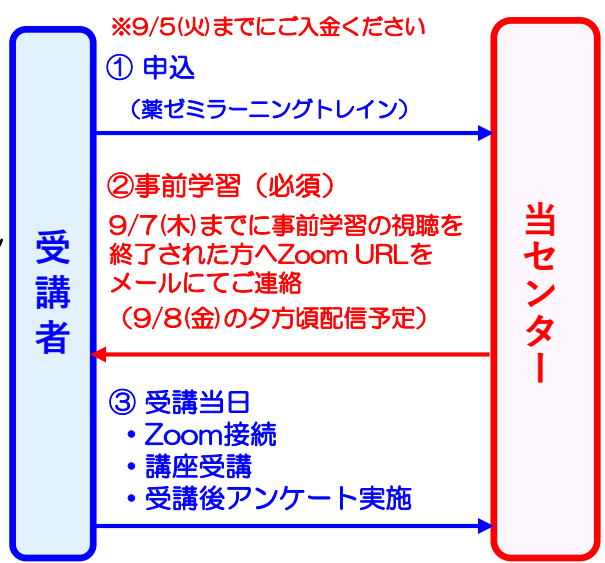 ※9/5(火)までにご入金ください
① 申込
（薬ゼミラーニングトレイン）
②事前学習（必須）
9/7(木)までに事前学習の視聴を
終了された方へZoom URLを
メールにてご連絡
（9/8(金)の夕方頃配信予定）
③ 受講当日
・Zoom接続
・講座受講
・受講後アンケート実施
受講者
当センター